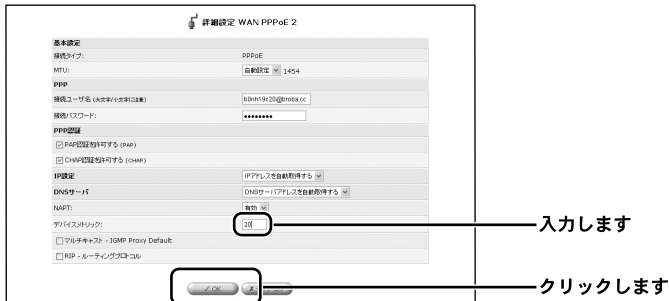 詳細設定 WAN PPPoE 2
基本設定
接続タイプ: PPPoE
MTU: 自動設定 1454
PPP
接続ユーザ名 (大文字/小文字に注意) b0nh19c20@broba.cc
接続パスワード: ••••••••
PPP認証
PAP認証を許可する (PAP)
CHAP認証を許可する (CHAP)
IP設定 IPアドレスを自動取得する
DNSサーバ DNSサーバアドレスを自動取得する
NAPT: 有効
デバイスメトリック: 20
入力します
マルチキャスト - IGMP Proxy Default
RIP - ルーティングプロトコル
✓ OK
クリックします